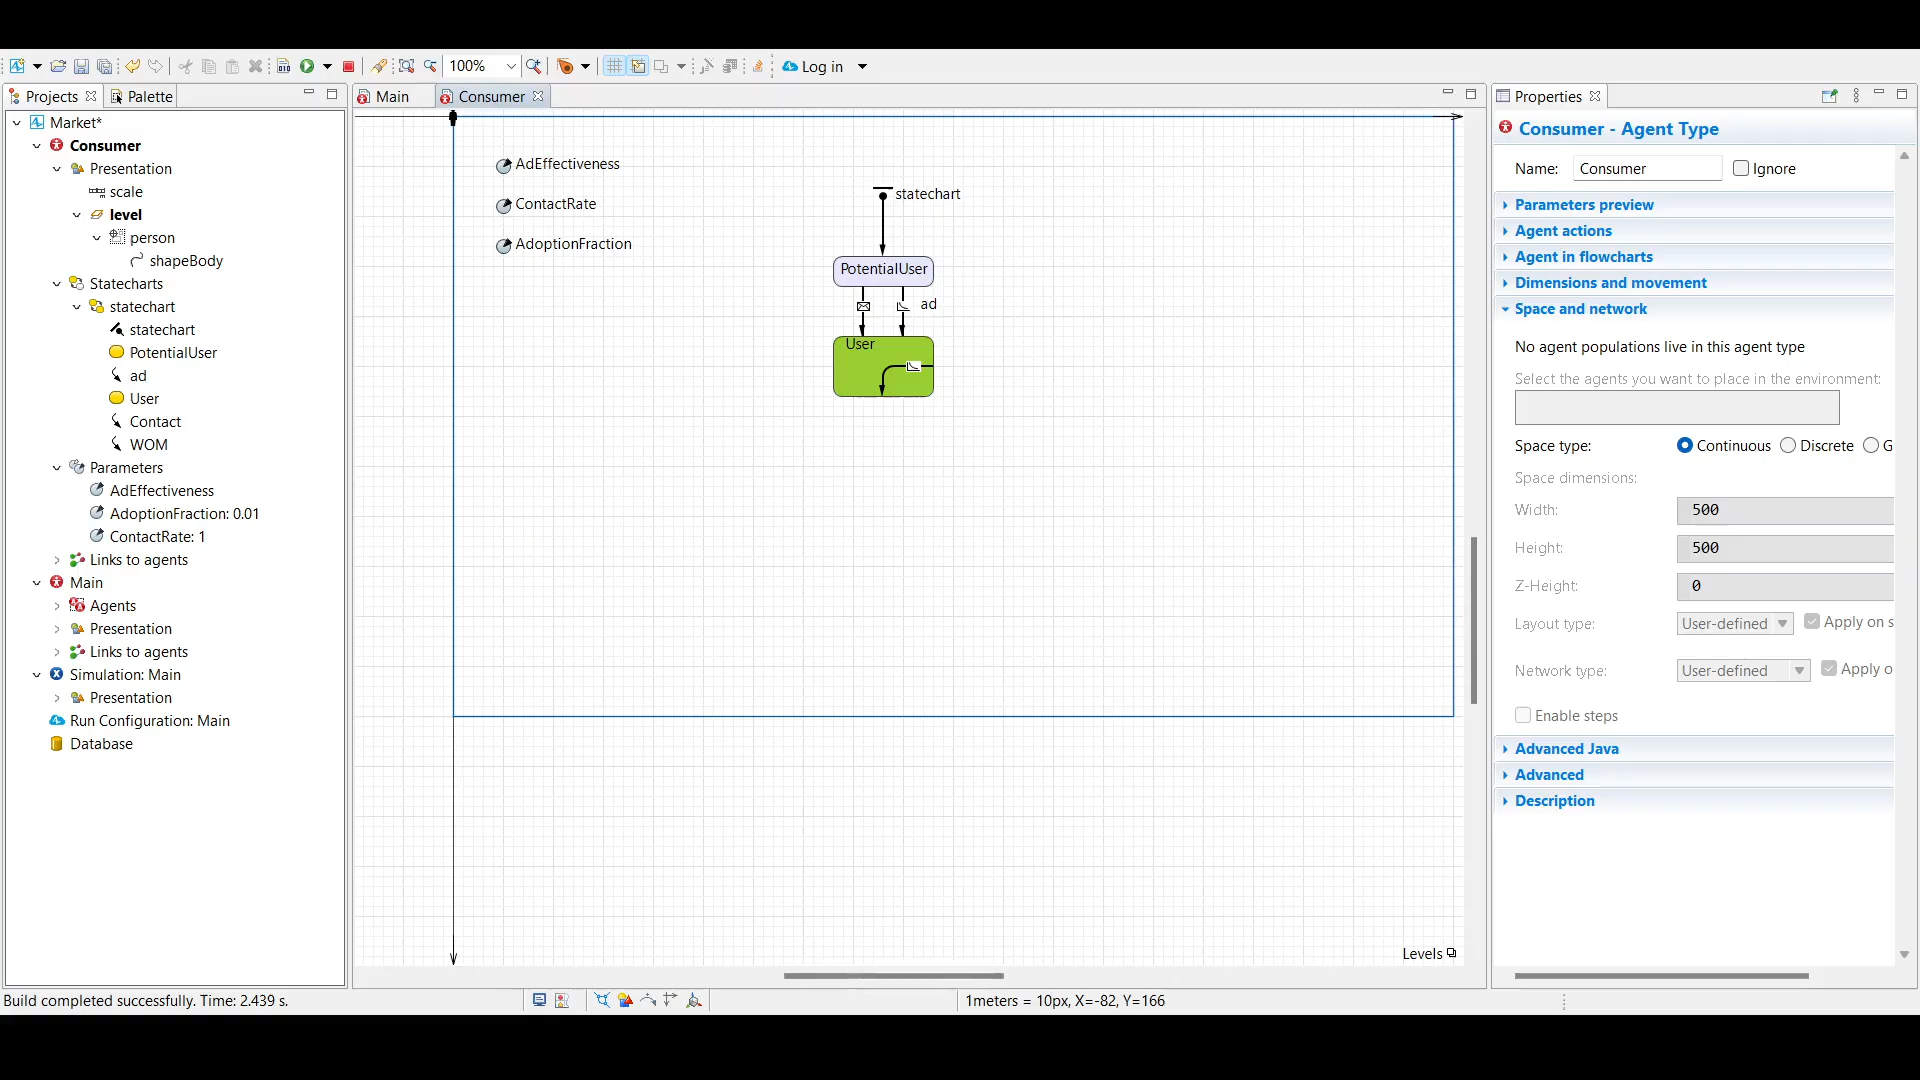 100%
Log in
Projects
Palette
Main
Consumer
Properties
Market*
Consumer
Presentation
scale
level
person
shapeBody
Statecharts
statechart
statechart
PotentialUser
ad
User
Contact
WOM
Parameters
AdEffectiveness
AdoptionFraction: 0.01
ContactRate: 1
Links to agents
Main
Agents
Presentation
Links to agents
Simulation: Main
Presentation
Run Configuration: Main
Database
AdEffectiveness
ContactRate
AdoptionFraction
statechart
PotentialUser
ad
User
Levels
Consumer - Agent Type
Name: Consumer Ignore
Parameters preview
Agent actions
Agent in flowcharts
Dimensions and movement
Space and network
No agent populations live in this agent type
Select the agents you want to place in the environment:
Space type: Continuous Discrete G
Space dimensions:
Width: 500
Height: 500
Z-Height: 0
Layout type: User-defined Apply on s
Network type: User-defined Apply o
Enable steps
Advanced Java
Advanced
Description
Build completed successfully. Time: 2.439 s.
1meters = 10px, X=-82, Y=166